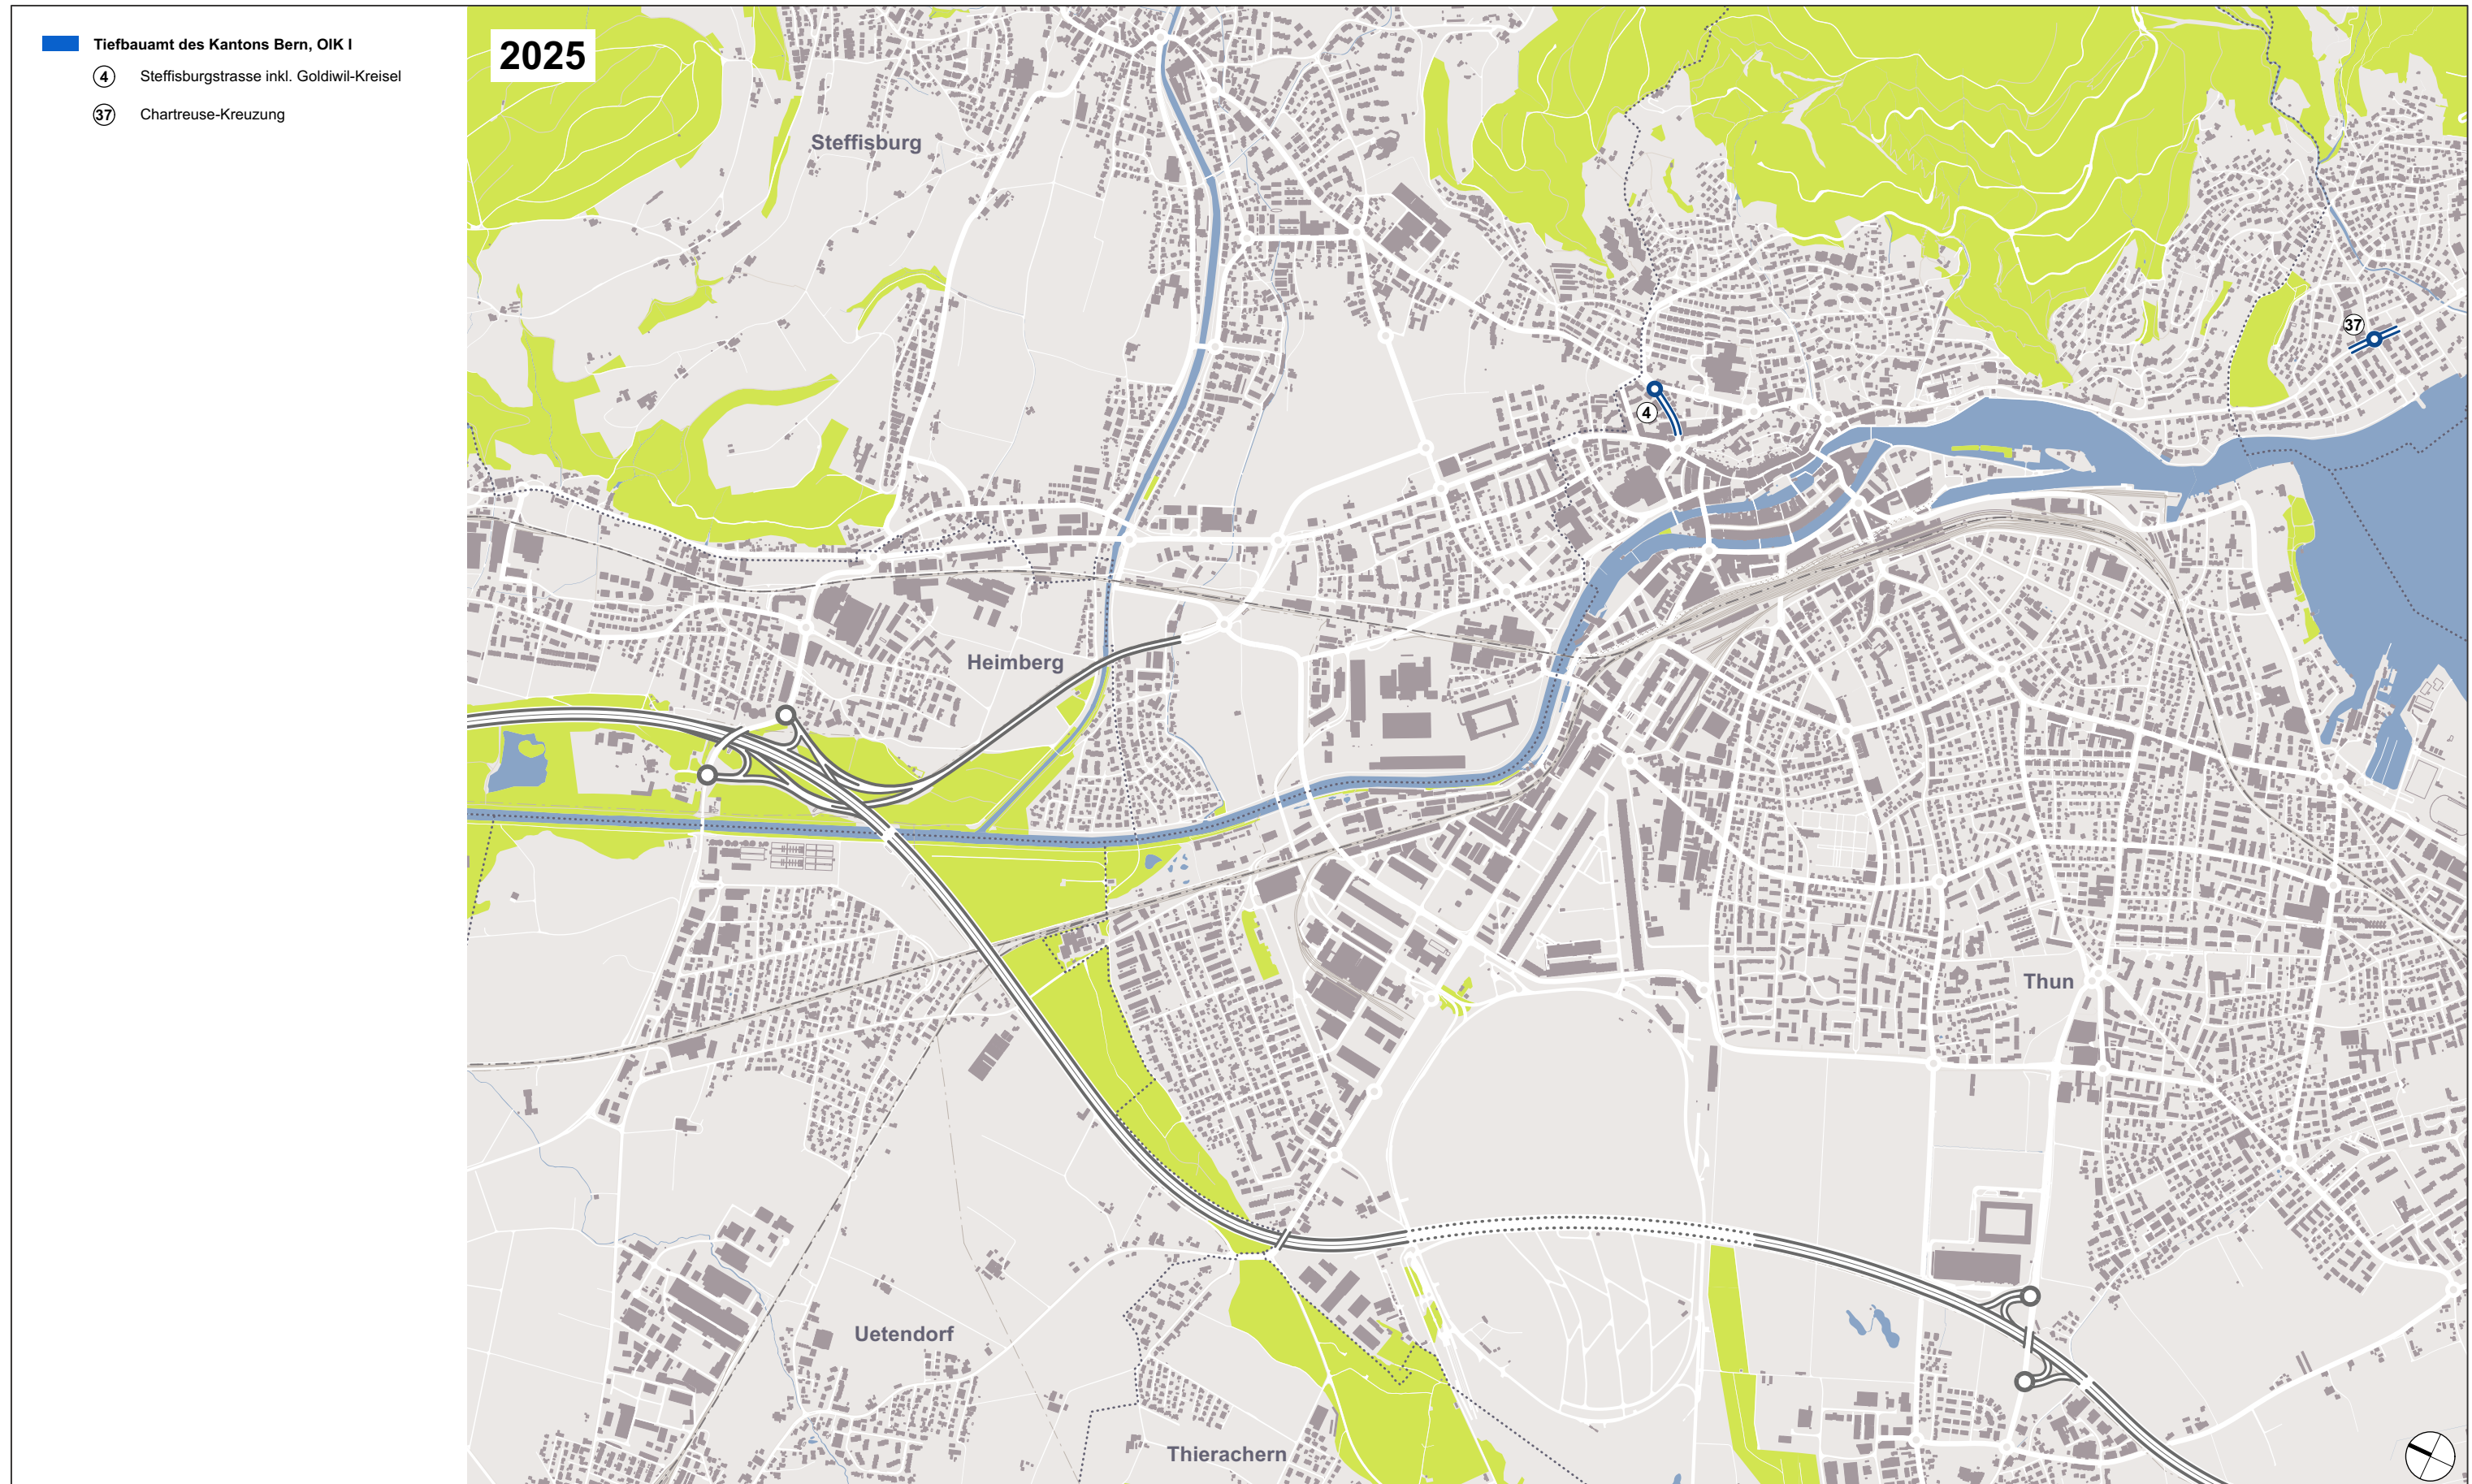 Tiefbauamt des Kantons Bern, OIK I
4 Steffisburgstrasse inkl. Goldiwil-Kreisel
37 Chartreuse-Kreuzung
2025
Steffisburg
37
4
Heimberg
Thun
Uetendorf
Thierachern